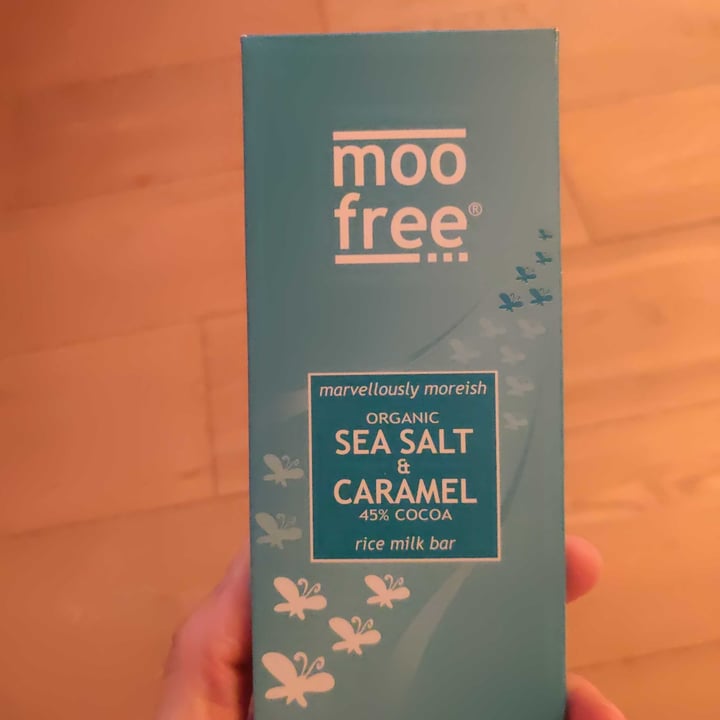 moo
free®
marvellously moreish
ORGANIC
SEA SALT
&
CARAMEL
45% COCOA
rice milk bar